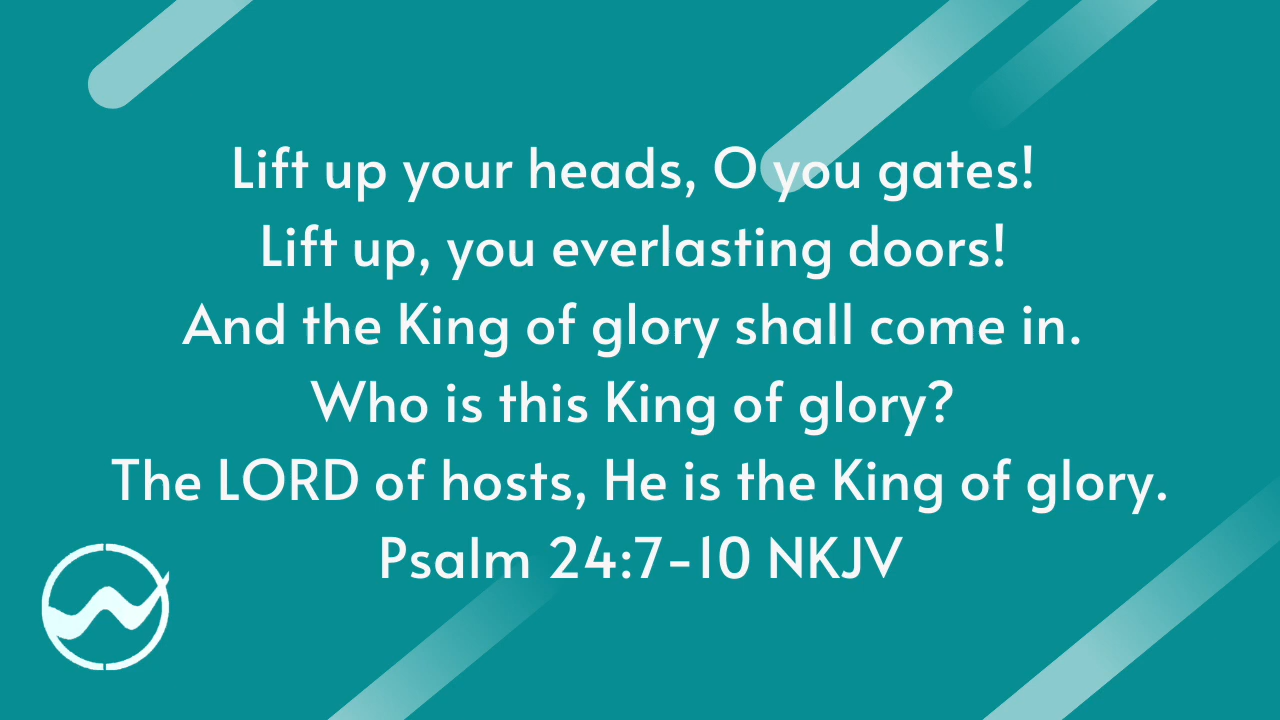 Lift up your heads, O you gates!
Lift up, you everlasting doors!
And the King of glory shall come in.
Who is this King of glory?
The LORD of hosts, He is the King of glory.
Psalm 24:7-10 NKJV